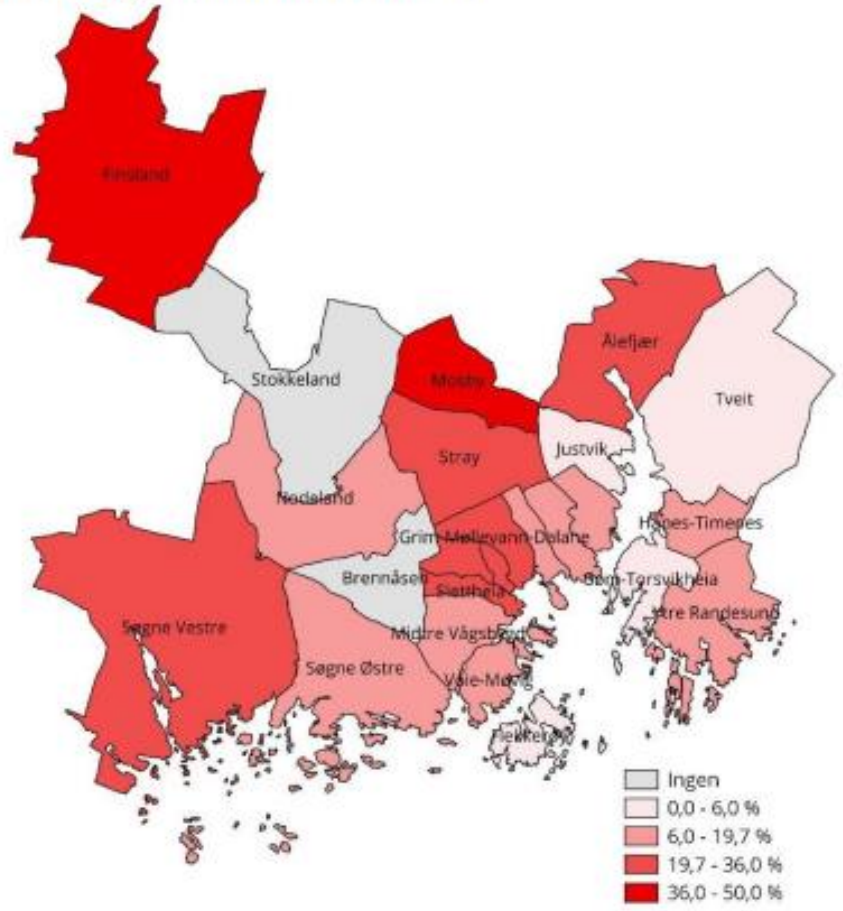 Finsland
Ålefjær
Stokkeland
Mosby
Tveit
Justvik
Stray
Nodeland
Hånes-Timenes
Grim Møllevann-Dalane
Brennåsen
Søm-Torsvikheia
Slettheia
Ytre Randesund
Søgne Vestre
Midtre Vågsbygd
Søgne Østre
Voie-Møvik
Flekkerøy
Ingen
0,0 - 6,0 %
6,0 - 19,7 %
19,7 - 36,0 %
36,0 - 50,0 %